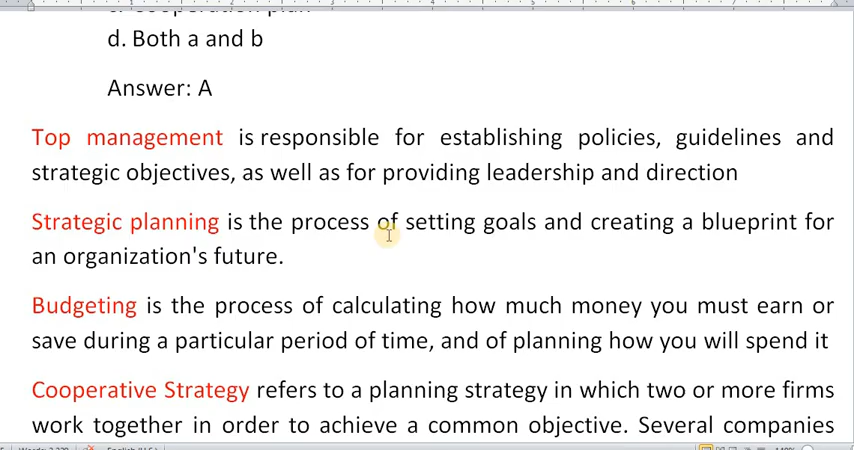 d. Both a and b
Answer: A
Top management is responsible for establishing policies, guidelines and
strategic objectives, as well as for providing leadership and direction
Strategic planning is the process of setting goals and creating a blueprint for
an organization's future.
Budgeting is the process of calculating how much money you must earn or
save during a particular period of time, and of planning how you will spend it
Cooperative Strategy refers to a planning strategy in which two or more firms
work together in order to achieve a common objective. Several companies